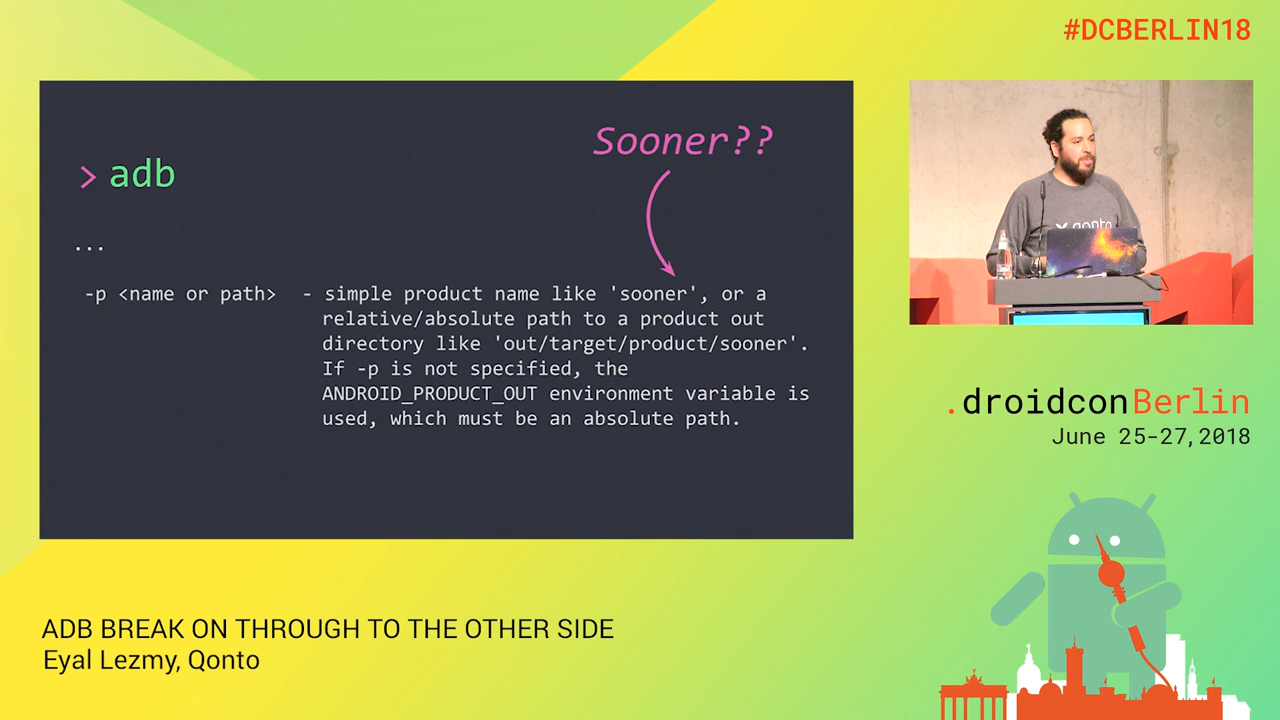 #DCBERLIN18
Sooner??
> adb
...
-p <name or path> - simple product name like 'sooner', or a
relative/absolute path to a product out
directory like 'out/target/product/sooner'.
If -p is not specified, the
ANDROID_PRODUCT_OUT environment variable is
used, which must be an absolute path.
qonto
.droidconBerlin
June 25-27, 2018
ADB BREAK ON THROUGH TO THE OTHER SIDE
Eyal Lezmy, Qonto